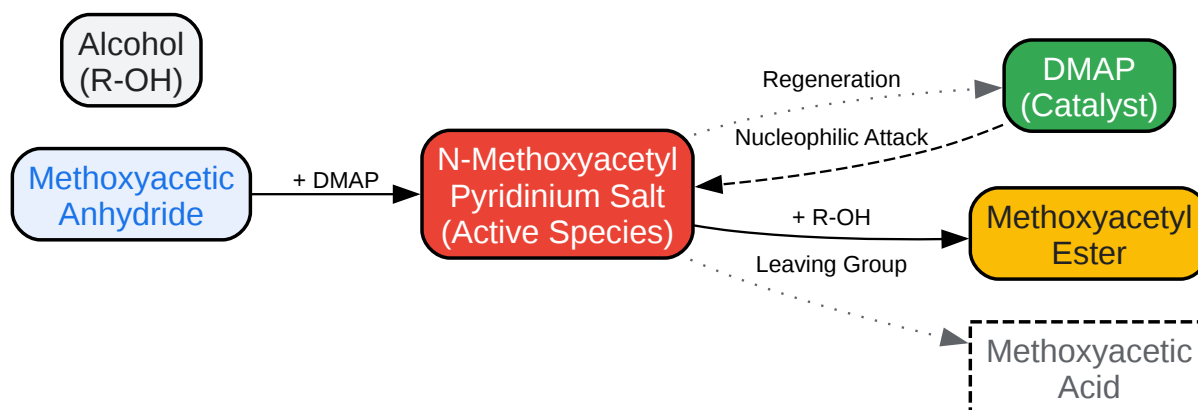 Alcohol
(R-OH)
Methoxyacetic
Anhydride
+ DMAP
N-Methoxyacetyl
Pyridinium Salt
(Active Species)
Regeneration
Nucleophilic Attack
+ R-OH
Leaving Group
DMAP
(Catalyst)
Methoxyacetyl
Ester
Methoxyacetic
Acid